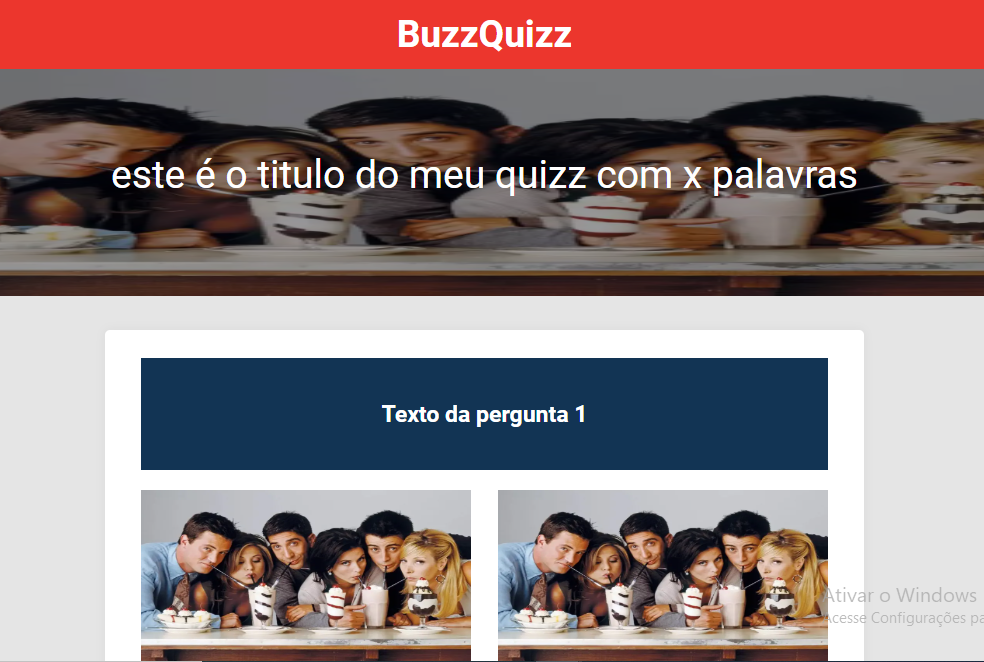 BuzzQuizz
este é o titulo do meu quizz com x palavras
Texto da pergunta 1
Ativar o Windows
Acesse Configurações pa